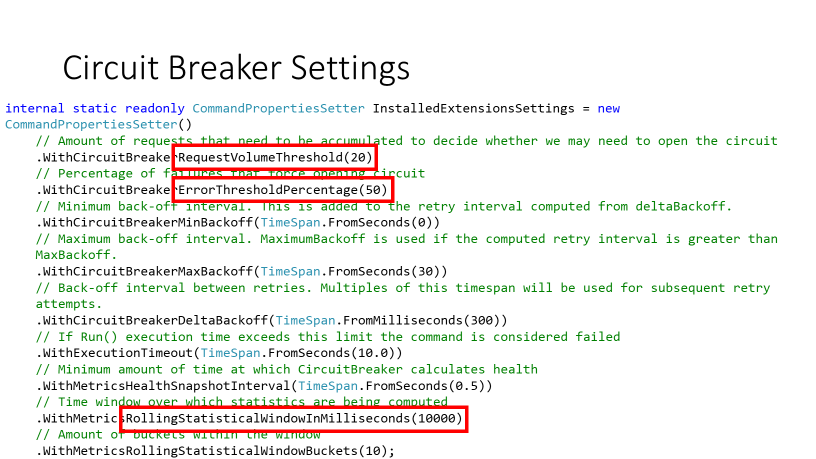 Circuit Breaker Settings
internal static readonly CommandPropertiesSetter InstalledExtensionsSettings = new
CommandPropertiesSetter()
// Amount of requests that need to be accumulated to decide whether we may need to open the circuit
.WithCircuitBreakerRequestVolumeThreshold(20)
// Percentage of failures that force opening circuit
.WithCircuitBreakerErrorThresholdPercentage(50)
// Minimum back-off interval. This is added to the retry interval computed from deltaBackoff.
.WithCircuitBreakerMinBackoff(TimeSpan.FromSeconds(0))
// Maximum back-off interval. MaximumBackoff is used if the computed retry interval is greater than
MaxBackoff.
.WithCircuitBreakerMaxBackoff(TimeSpan.FromSeconds(30))
// Back-off interval between retries. Multiples of this timespan will be used for subsequent retry
attempts.
.WithCircuitBreakerDeltaBackoff(TimeSpan.FromMilliseconds(300))
// If Run() execution time exceeds this limit the command is considered failed
.WithExecutionTimeout(TimeSpan.FromSeconds(10.0))
// Minimum amount of time at which CircuitBreaker calculates health
.WithMetricsHealthSnapshotInterval(TimeSpan.FromSeconds(0.5))
// Time window over which statistics are being computed
.WithMetricsRollingStatisticalWindowInMilliseconds(10000)
// Amount of buckets within the window
.WithMetricsRollingStatisticalWindowBuckets(10);